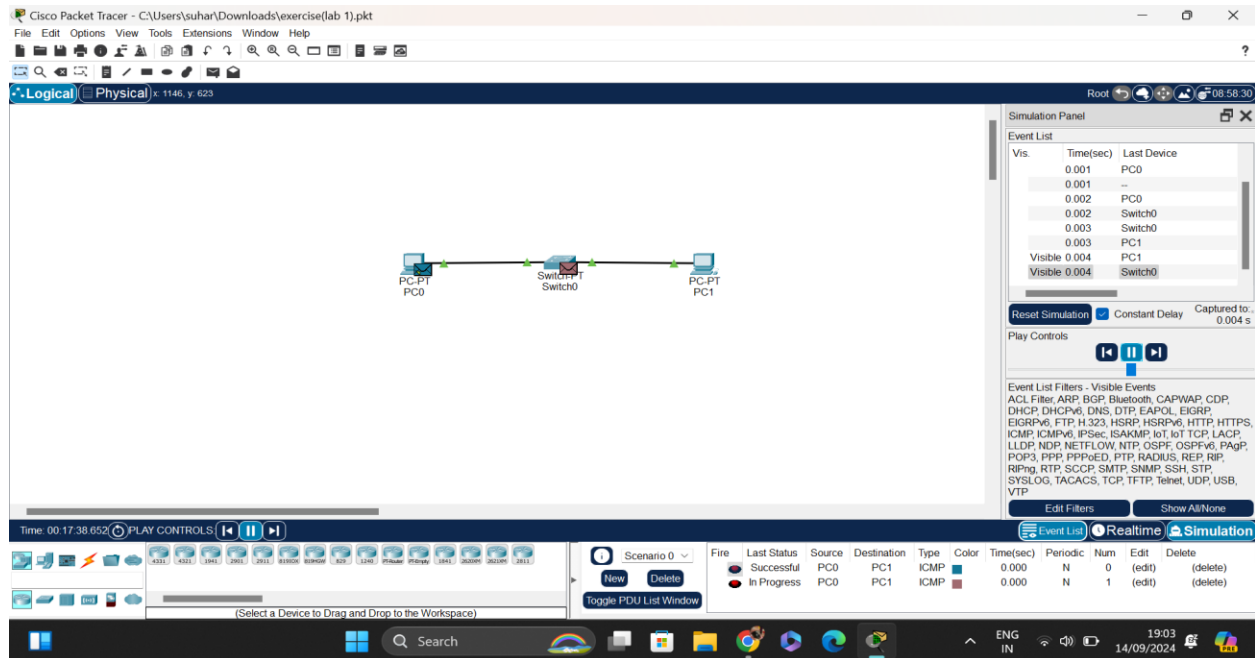 Cisco Packet Tracer - C:\Users\suhar\Downloads\exercise(lab 1).pkt
File Edit Options View Tools Extensions Window Help
?
Logical Physical x: 1146, y: 623 Root 08:58:30
Simulation Panel
Event List
Vis. Time(sec) Last Device
0.001 PC0
0.001 --
0.002 PC0
0.002 Switch0
0.003 Switch0
0.003 PC1
Visible 0.004 PC1
Visible 0.004 Switch0
PC-PT
PC0
Switch-PT
Switch0
PC-PT
PC1
Reset Simulation Constant Delay Captured to:
0.004 s
Play Controls
Event List Filters - Visible Events
ACL Filter, ARP, BGP, Bluetooth, CAPWAP, CDP,
DHCP, DHCPv6, DNS, DTP, EAPOL, EIGRP,
EIGRPv6, FTP, H.323, HSRP, HSRPv6, HTTP, HTTPS,
ICMP, ICMPv6, IPSec, ISAKMP, IoT, IoT TCP, LACP,
LLDP, NDP, NETFLOW, NTP, OSPF, OSPFv6, PAgP,
POP3, PPP, PPPoED, PTP, RADIUS, REP, RIP,
RIPng, RTP, SCCP, SMTP, SNMP, SSH, STP,
SYSLOG, TACACS, TCP, TFTP, Telnet, UDP, USB,
VTP
Edit Filters Show All/None
Time: 00:17:38.652 PLAY CONTROLS: Event List Realtime Simulation
4331 4321 1941 2901 2911 819IOX 819HGW 829 1240 PT-Router PT-Empty 1841 2620XM 2621XM 2811
(Select a Device to Drag and Drop to the Workspace)
Scenario 0
New Delete
Toggle PDU List Window
Fire Last Status Source Destination Type Color Time(sec) Periodic Num Edit Delete
Successful PC0 PC1 ICMP 0.000 N 0 (edit) (delete)
In Progress PC0 PC1 ICMP 0.000 N 1 (edit) (delete)
Search
ENG
IN
19:03
14/09/2024
PRE